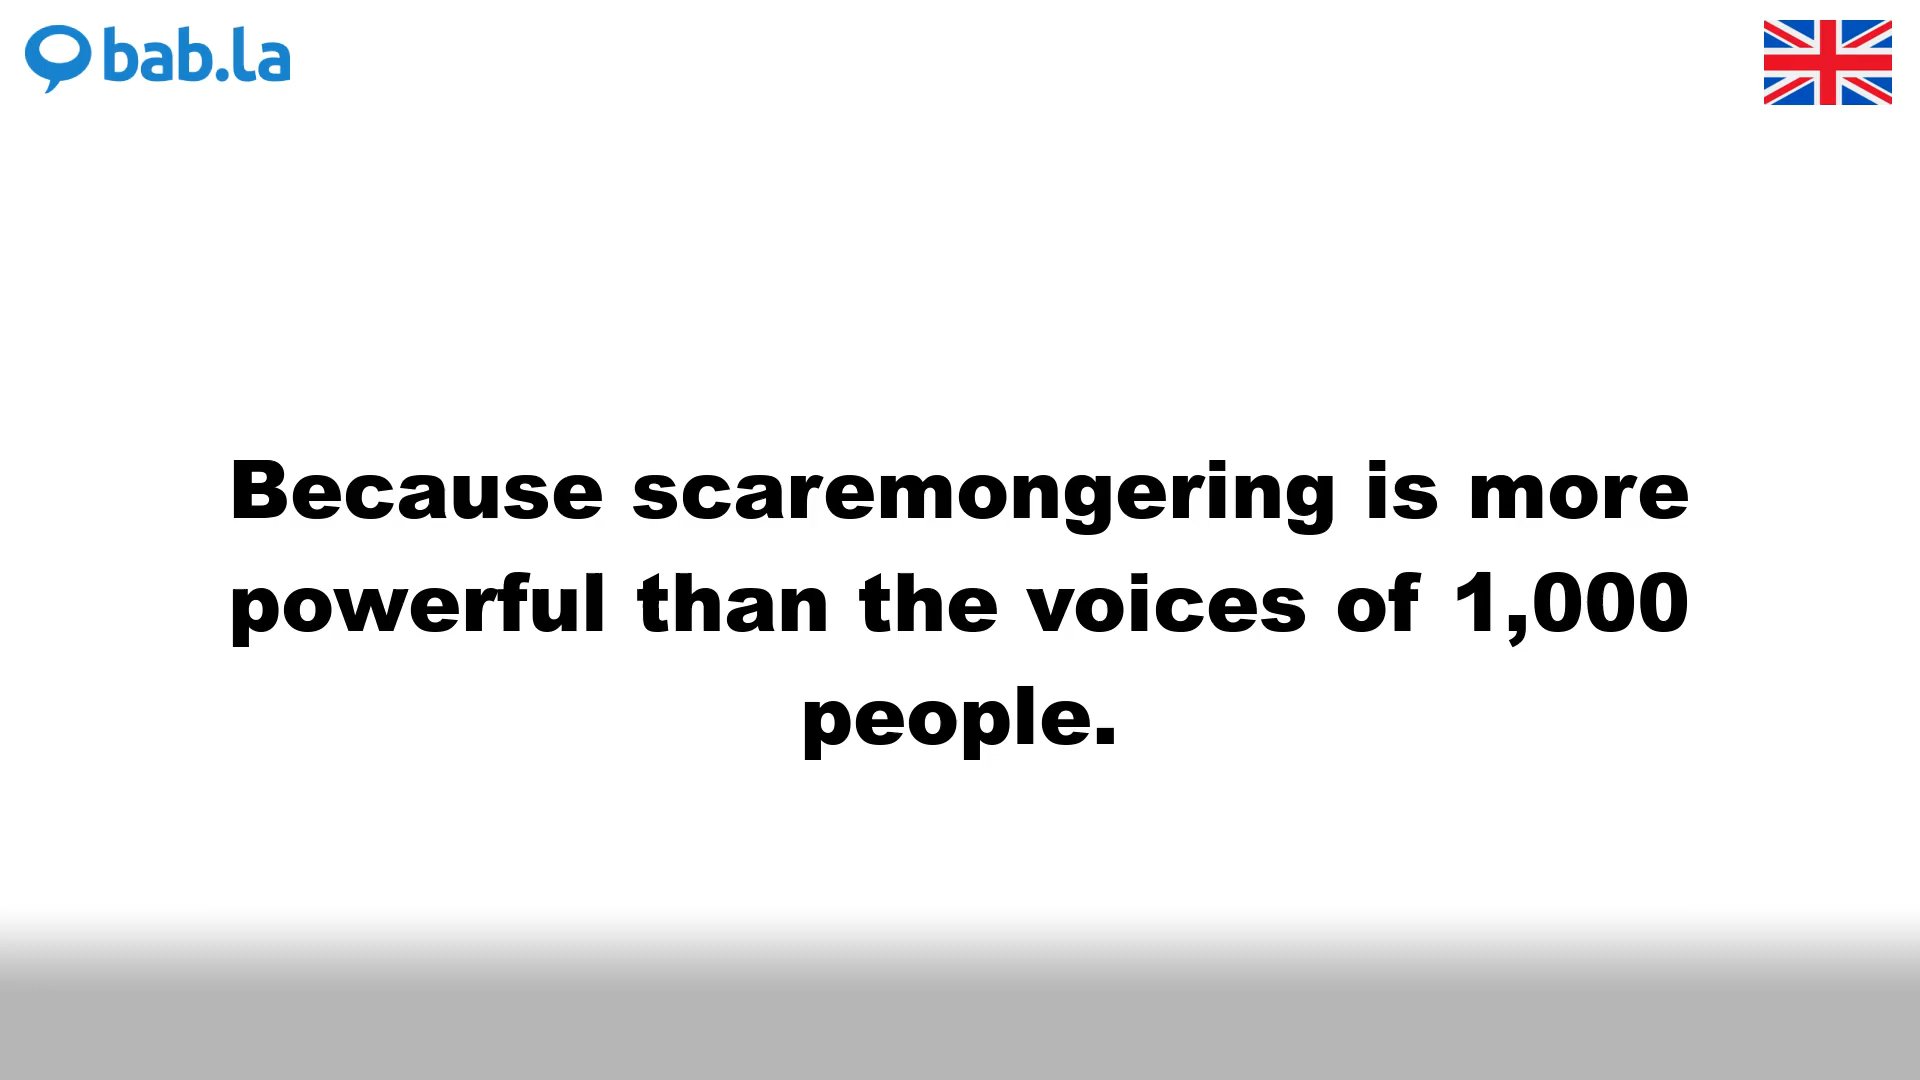 bab.la
Because scaremongering is more
powerful than the voices of 1,000
people.